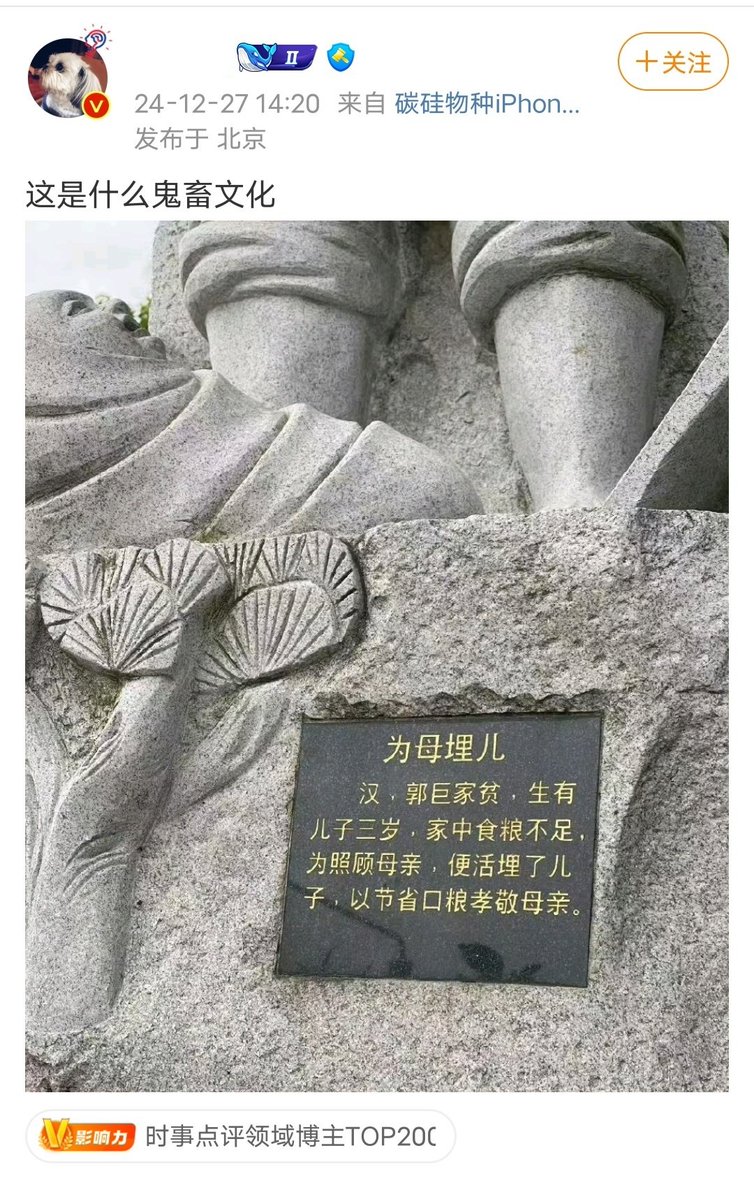 II
V
＋关注
24-12-27 14:20 来自 碳硅物种iPhon...
发布于 北京
这是什么鬼畜文化
为母埋儿
汉，郭巨家贫，生有
儿子三岁，家中食粮不足，
为照顾母亲，便活埋了儿
子，以节省口粮孝敬母亲。
V影响力 时事点评领域博主TOP200